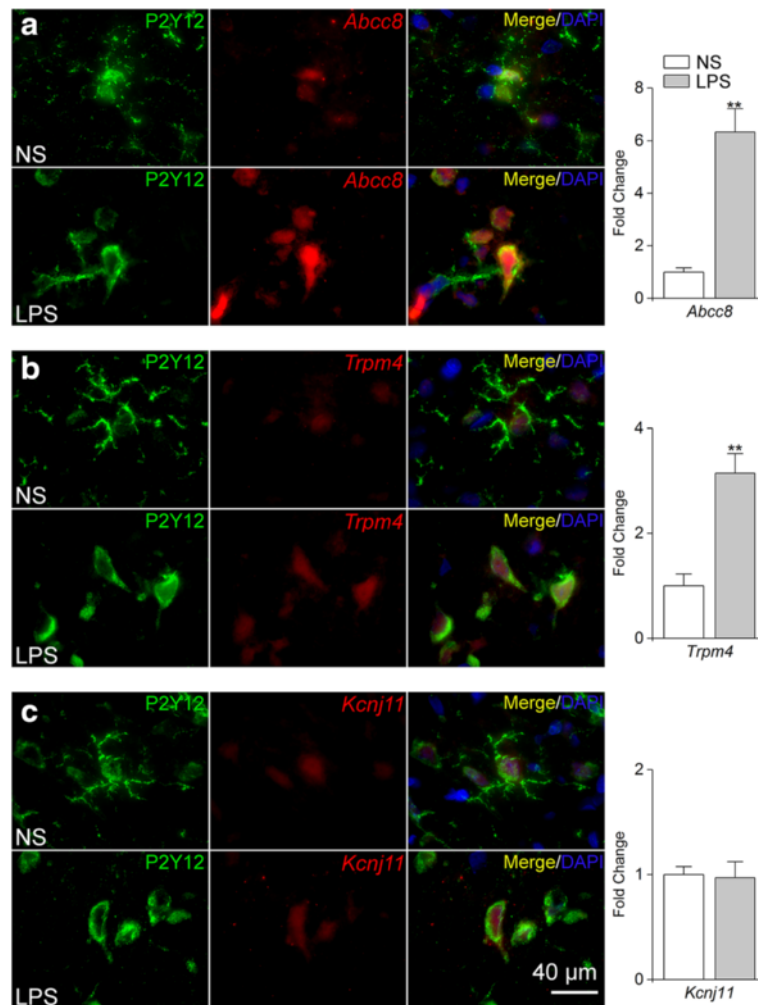 a
P2Y12
Abcc8
Merge/DAPI
NS
P2Y12
Abcc8
Merge/DAPI
LPS
NS
LPS
Fold Change
8
6
4
2
0
**
Abcc8
b
P2Y12
Trpm4
Merge/DAPI
NS
P2Y12
Trpm4
Merge/DAPI
LPS
Fold Change
4
2
0
**
Trpm4
c
P2Y12
Kcnj11
Merge/DAPI
NS
P2Y12
Kcnj11
Merge/DAPI
LPS
40 µm
Fold Change
2
1
0
Kcnj11